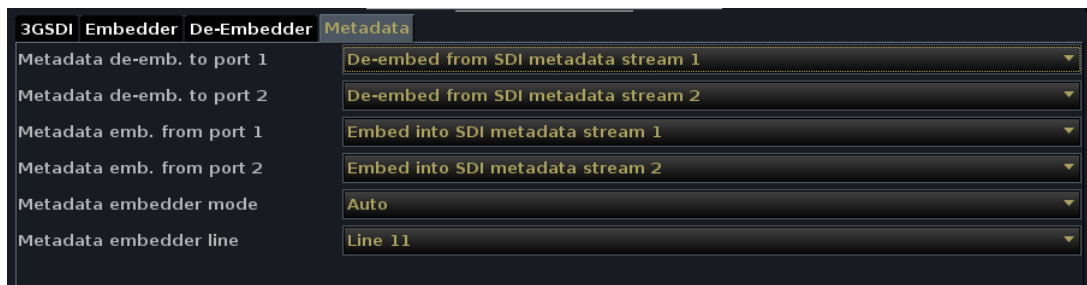 3GSDI Embedder De-Embedder Metadata
Metadata de-emb. to port 1 De-embed from SDI metadata stream 1
Metadata de-emb. to port 2 De-embed from SDI metadata stream 2
Metadata emb. from port 1 Embed into SDI metadata stream 1
Metadata emb. from port 2 Embed into SDI metadata stream 2
Metadata embedder mode Auto
Metadata embedder line Line 11